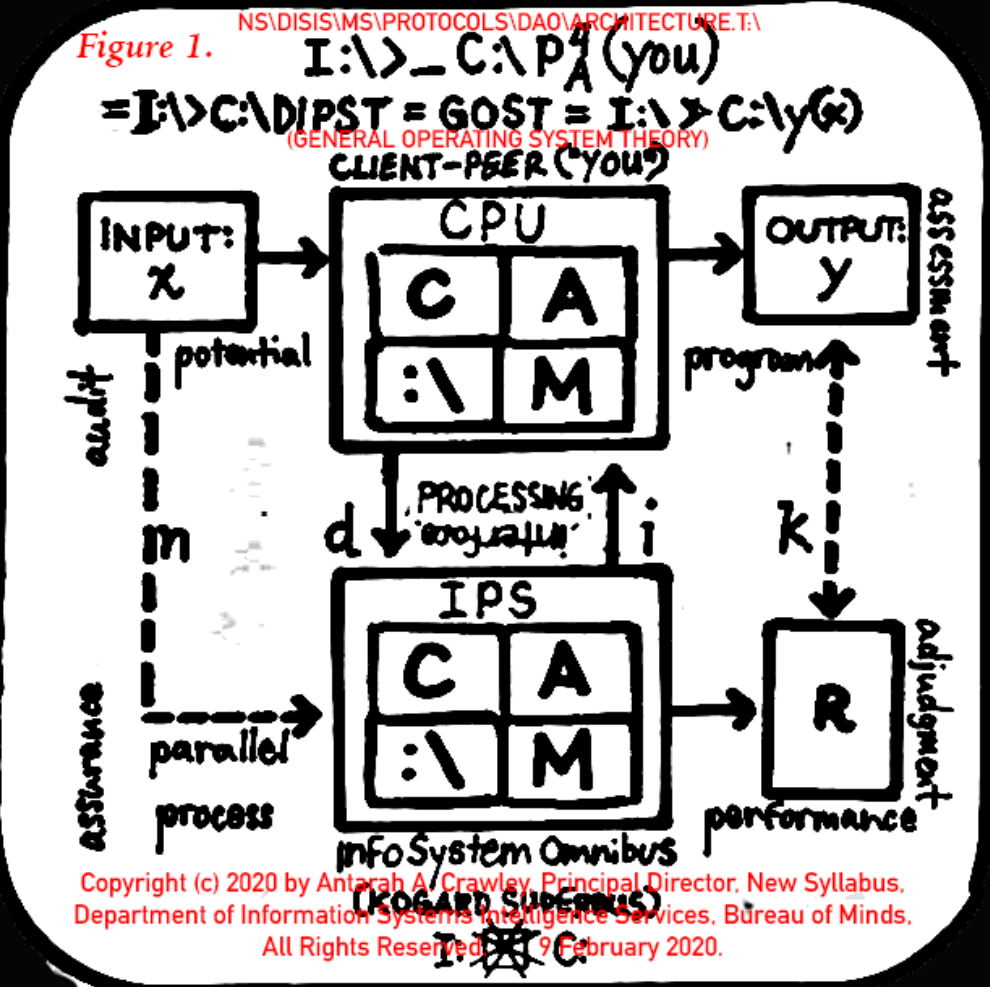 NS\DISIS\MS\PROTOCOLS\DAO\ARCHITECTURE.T:\
Figure 1.
I:\>_ C:\P⁴A (you)
=I:\>C:\DIPST = GOST = I:\>C:\y(x)
(GENERAL OPERATING SYSTEM THEORY)
CLIENT-PEER ("YOU")
INPUT:
x
CPU
C A
:\ M
OUTPUT:
y
assessment
potential
program
audit
m
d
PROCESSING
interface
i
k
IPS
C A
:\ M
R
adjudgment
assurance
parallel
process
performance
InfoSystem Omnibus
(KOGARD SUPERBUS)
Copyright (c) 2020 by Antarah A. Crawley, Principal Director, New Syllabus,
Department of Information Systems Intelligence Services, Bureau of Minds,
All Rights Reserved. 9 February 2020.
I: C: